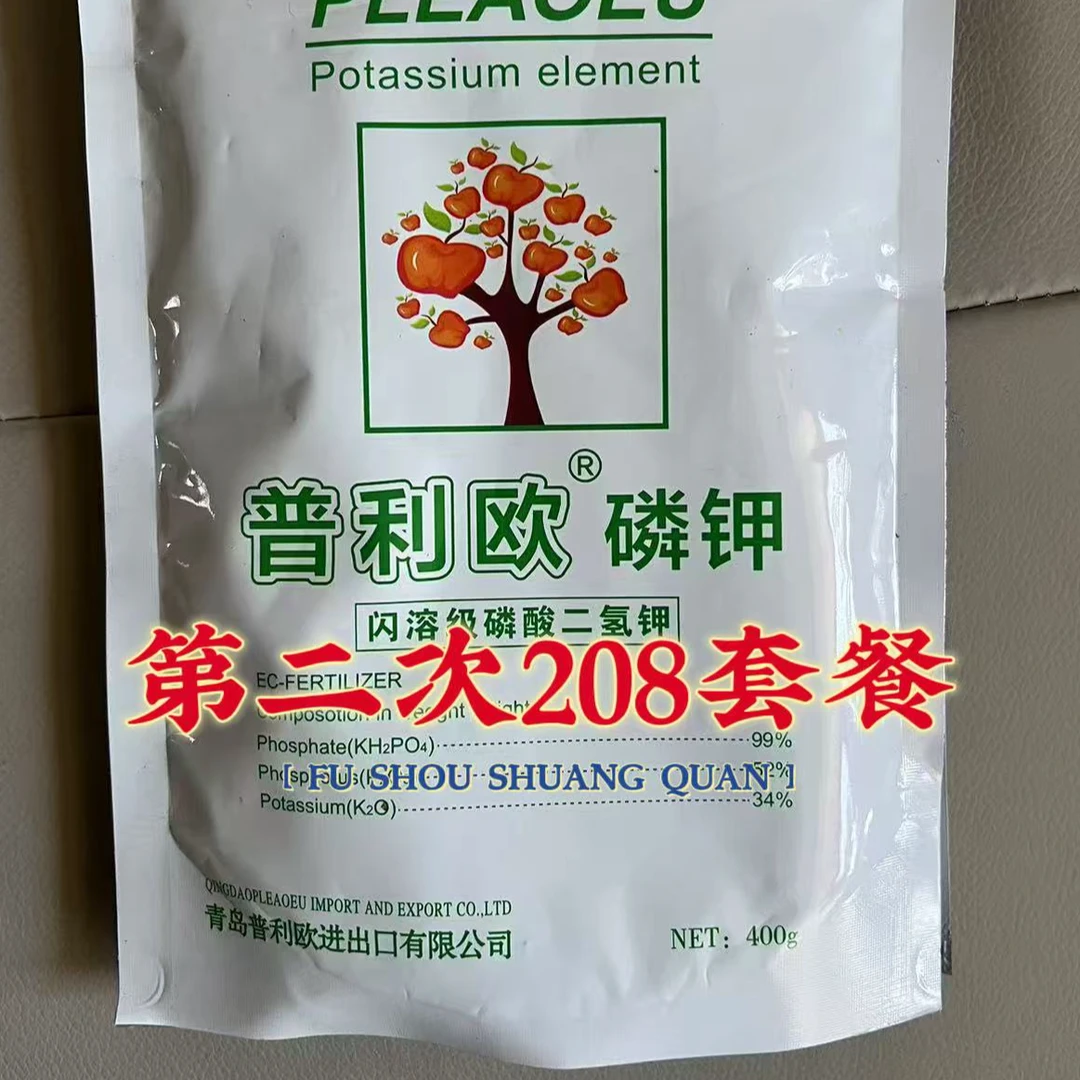 PLEAOEU
Potassium element
普利欧® 磷钾
闪溶级磷酸二氢钾
第二次208套餐
EC-FERTILIZER
Phosphate(KH₂PO₄)----------99%
[ FU SHOU SHUANG QUAN ]
52%
Potassium(K₂O)----------34%
QINGDAOPLEAOEU IMPORT AND EXPORT CO.,LTD
青岛普利欧进出口有限公司
NET：400g